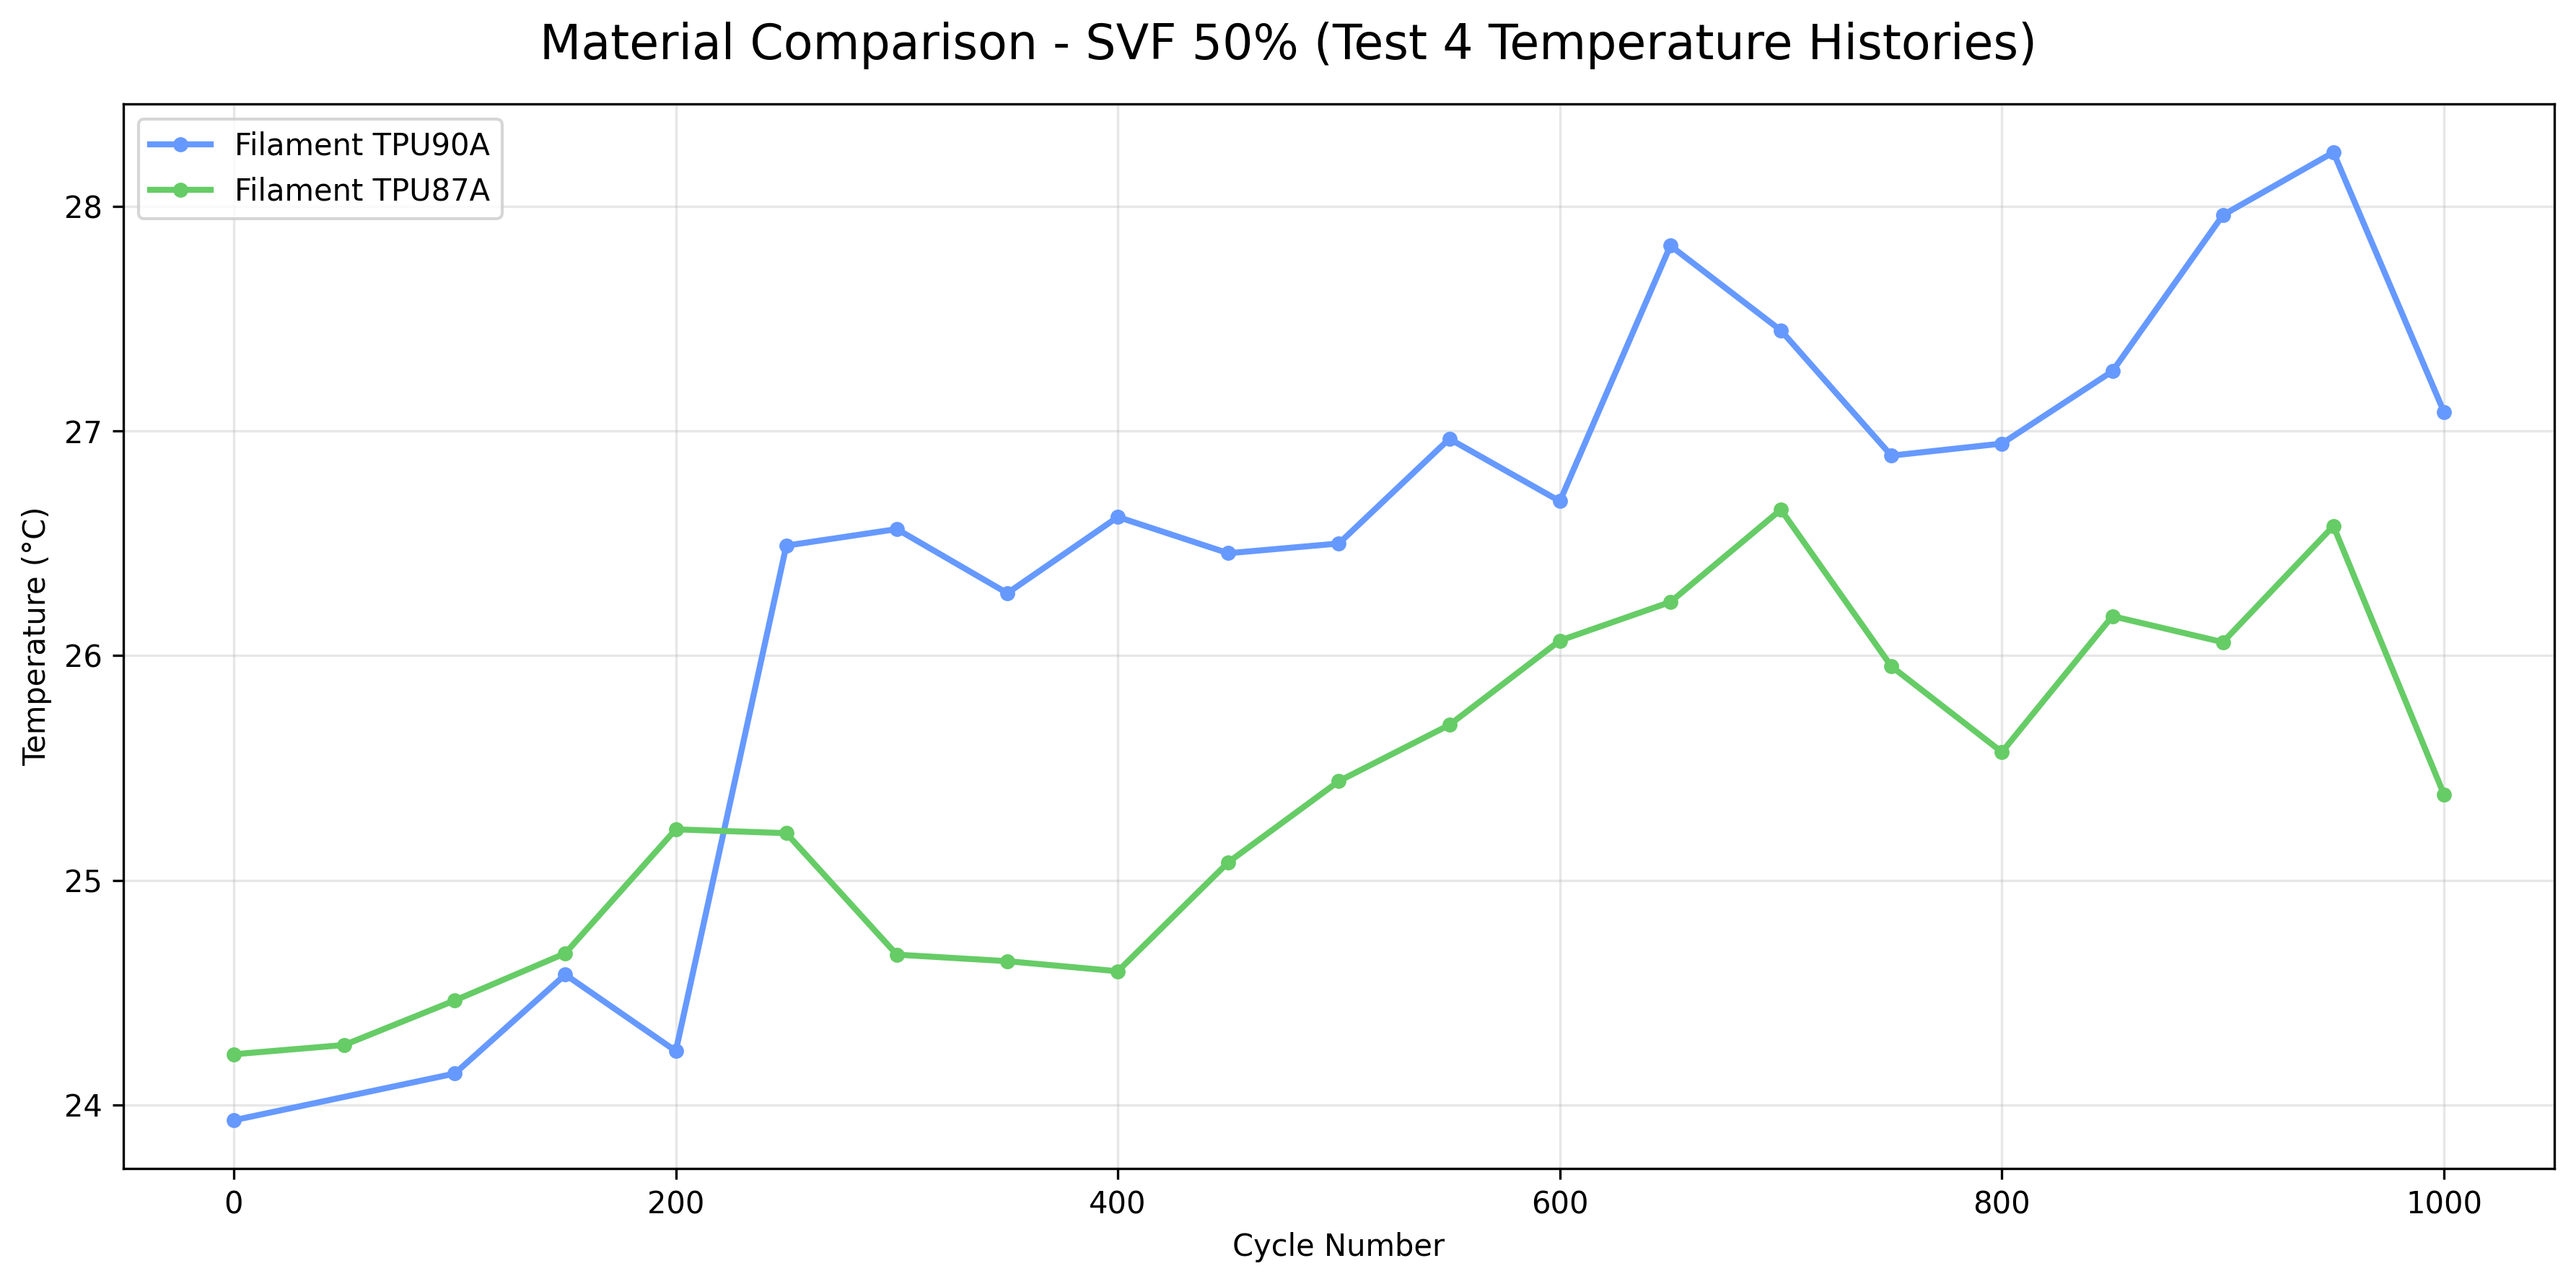 Material Comparison - SVF 50% (Test 4 Temperature Histories)
Filament TPU90A
Filament TPU87A
28
27
26
25
24
Temperature (°C)
0 200 400 600 800 1000
Cycle Number